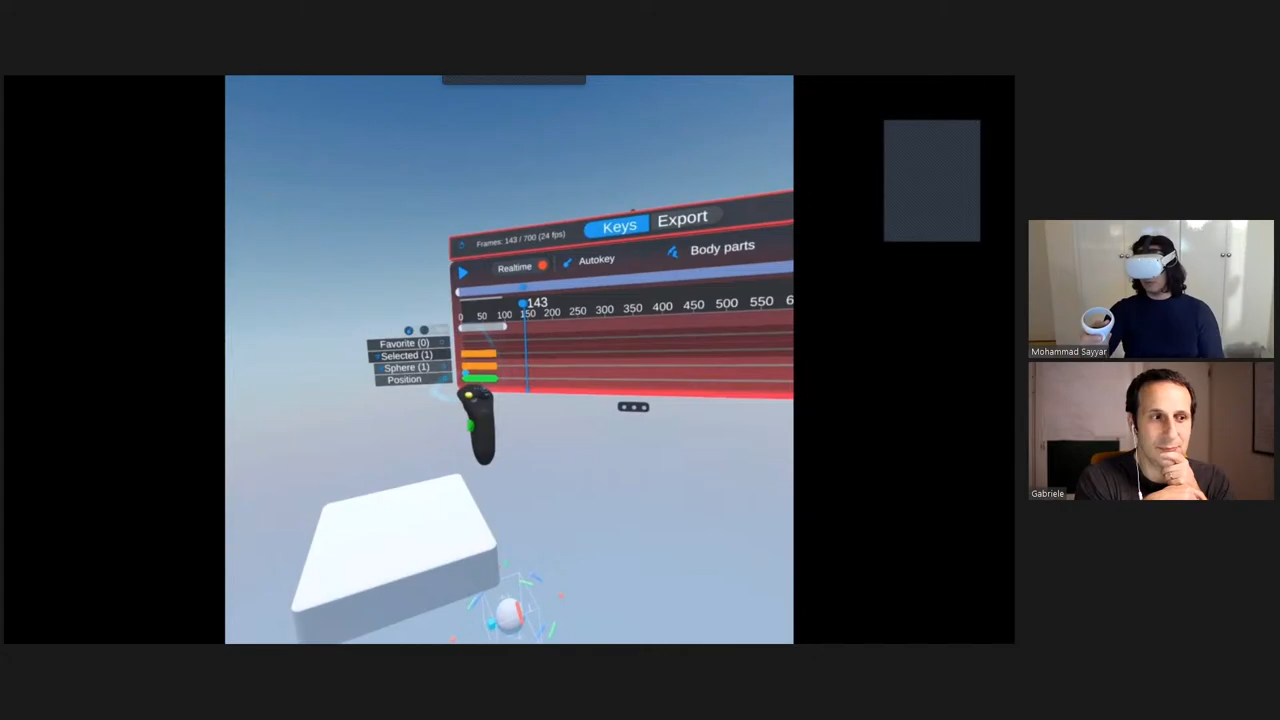 Keys Export
Frames: 143 / 700 (24 fps)
Realtime Autokey Body parts
143
0 50 100 150 200 250 300 350 400 450 500 550 6
Favorite (0)
Selected (1)
Sphere (1)
Position
Mohammad Sayyar
Gabriele